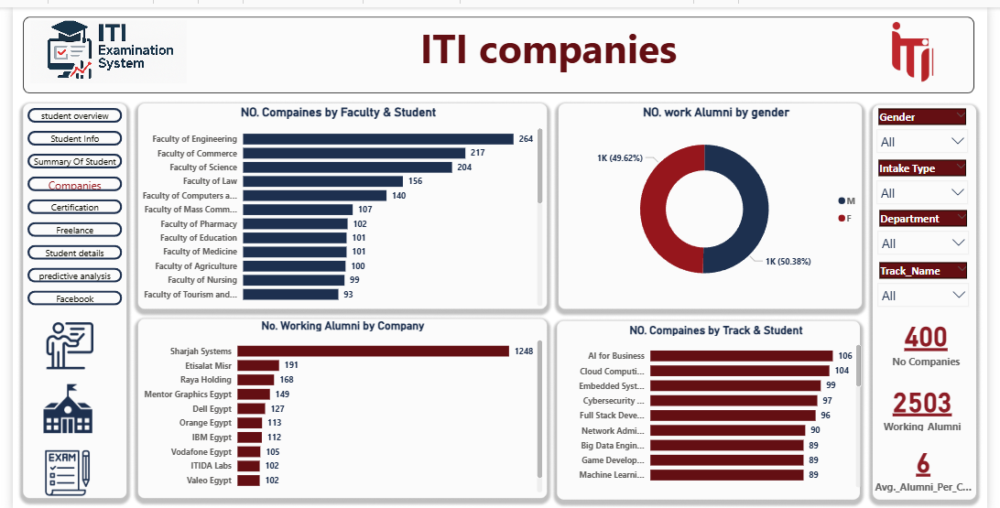 ITI
Examination
System
ITI companies
iTi
student overview
Student Info
Summary Of Student
Companies
Certification
Freelance
Student details
predictive analysis
Facebook
EXAM
NO. Compaines by Faculty & Student
Faculty of Engineering 264
Faculty of Commerce 217
Faculty of Science 204
Faculty of Law 156
Faculty of Computers a... 140
Faculty of Mass Comm... 107
Faculty of Pharmacy 102
Faculty of Education 101
Faculty of Medicine 101
Faculty of Agriculture 100
Faculty of Nursing 99
Faculty of Tourism and... 93
NO. work Alumni by gender
1K (49.62%)
M
F
1K (50.38%)
No. Working Alumni by Company
Sharjah Systems 1248
Etisalat Misr 191
Raya Holding 168
Mentor Graphics Egypt 149
Dell Egypt 127
Orange Egypt 113
IBM Egypt 112
Vodafone Egypt 105
ITIDA Labs 102
Valeo Egypt 102
NO. Compaines by Track & Student
AI for Business 106
Cloud Computi... 104
Embedded Syst... 99
Cybersecurity ... 97
Full Stack Deve... 96
Network Admi... 90
Big Data Engin... 89
Game Develop... 89
Machine Learni... 89
Gender
All
Intake Type
All
Department
All
Track_Name
All
400
No Companies
2503
Working Alumni
6
Avg._Alumni_Per_C...